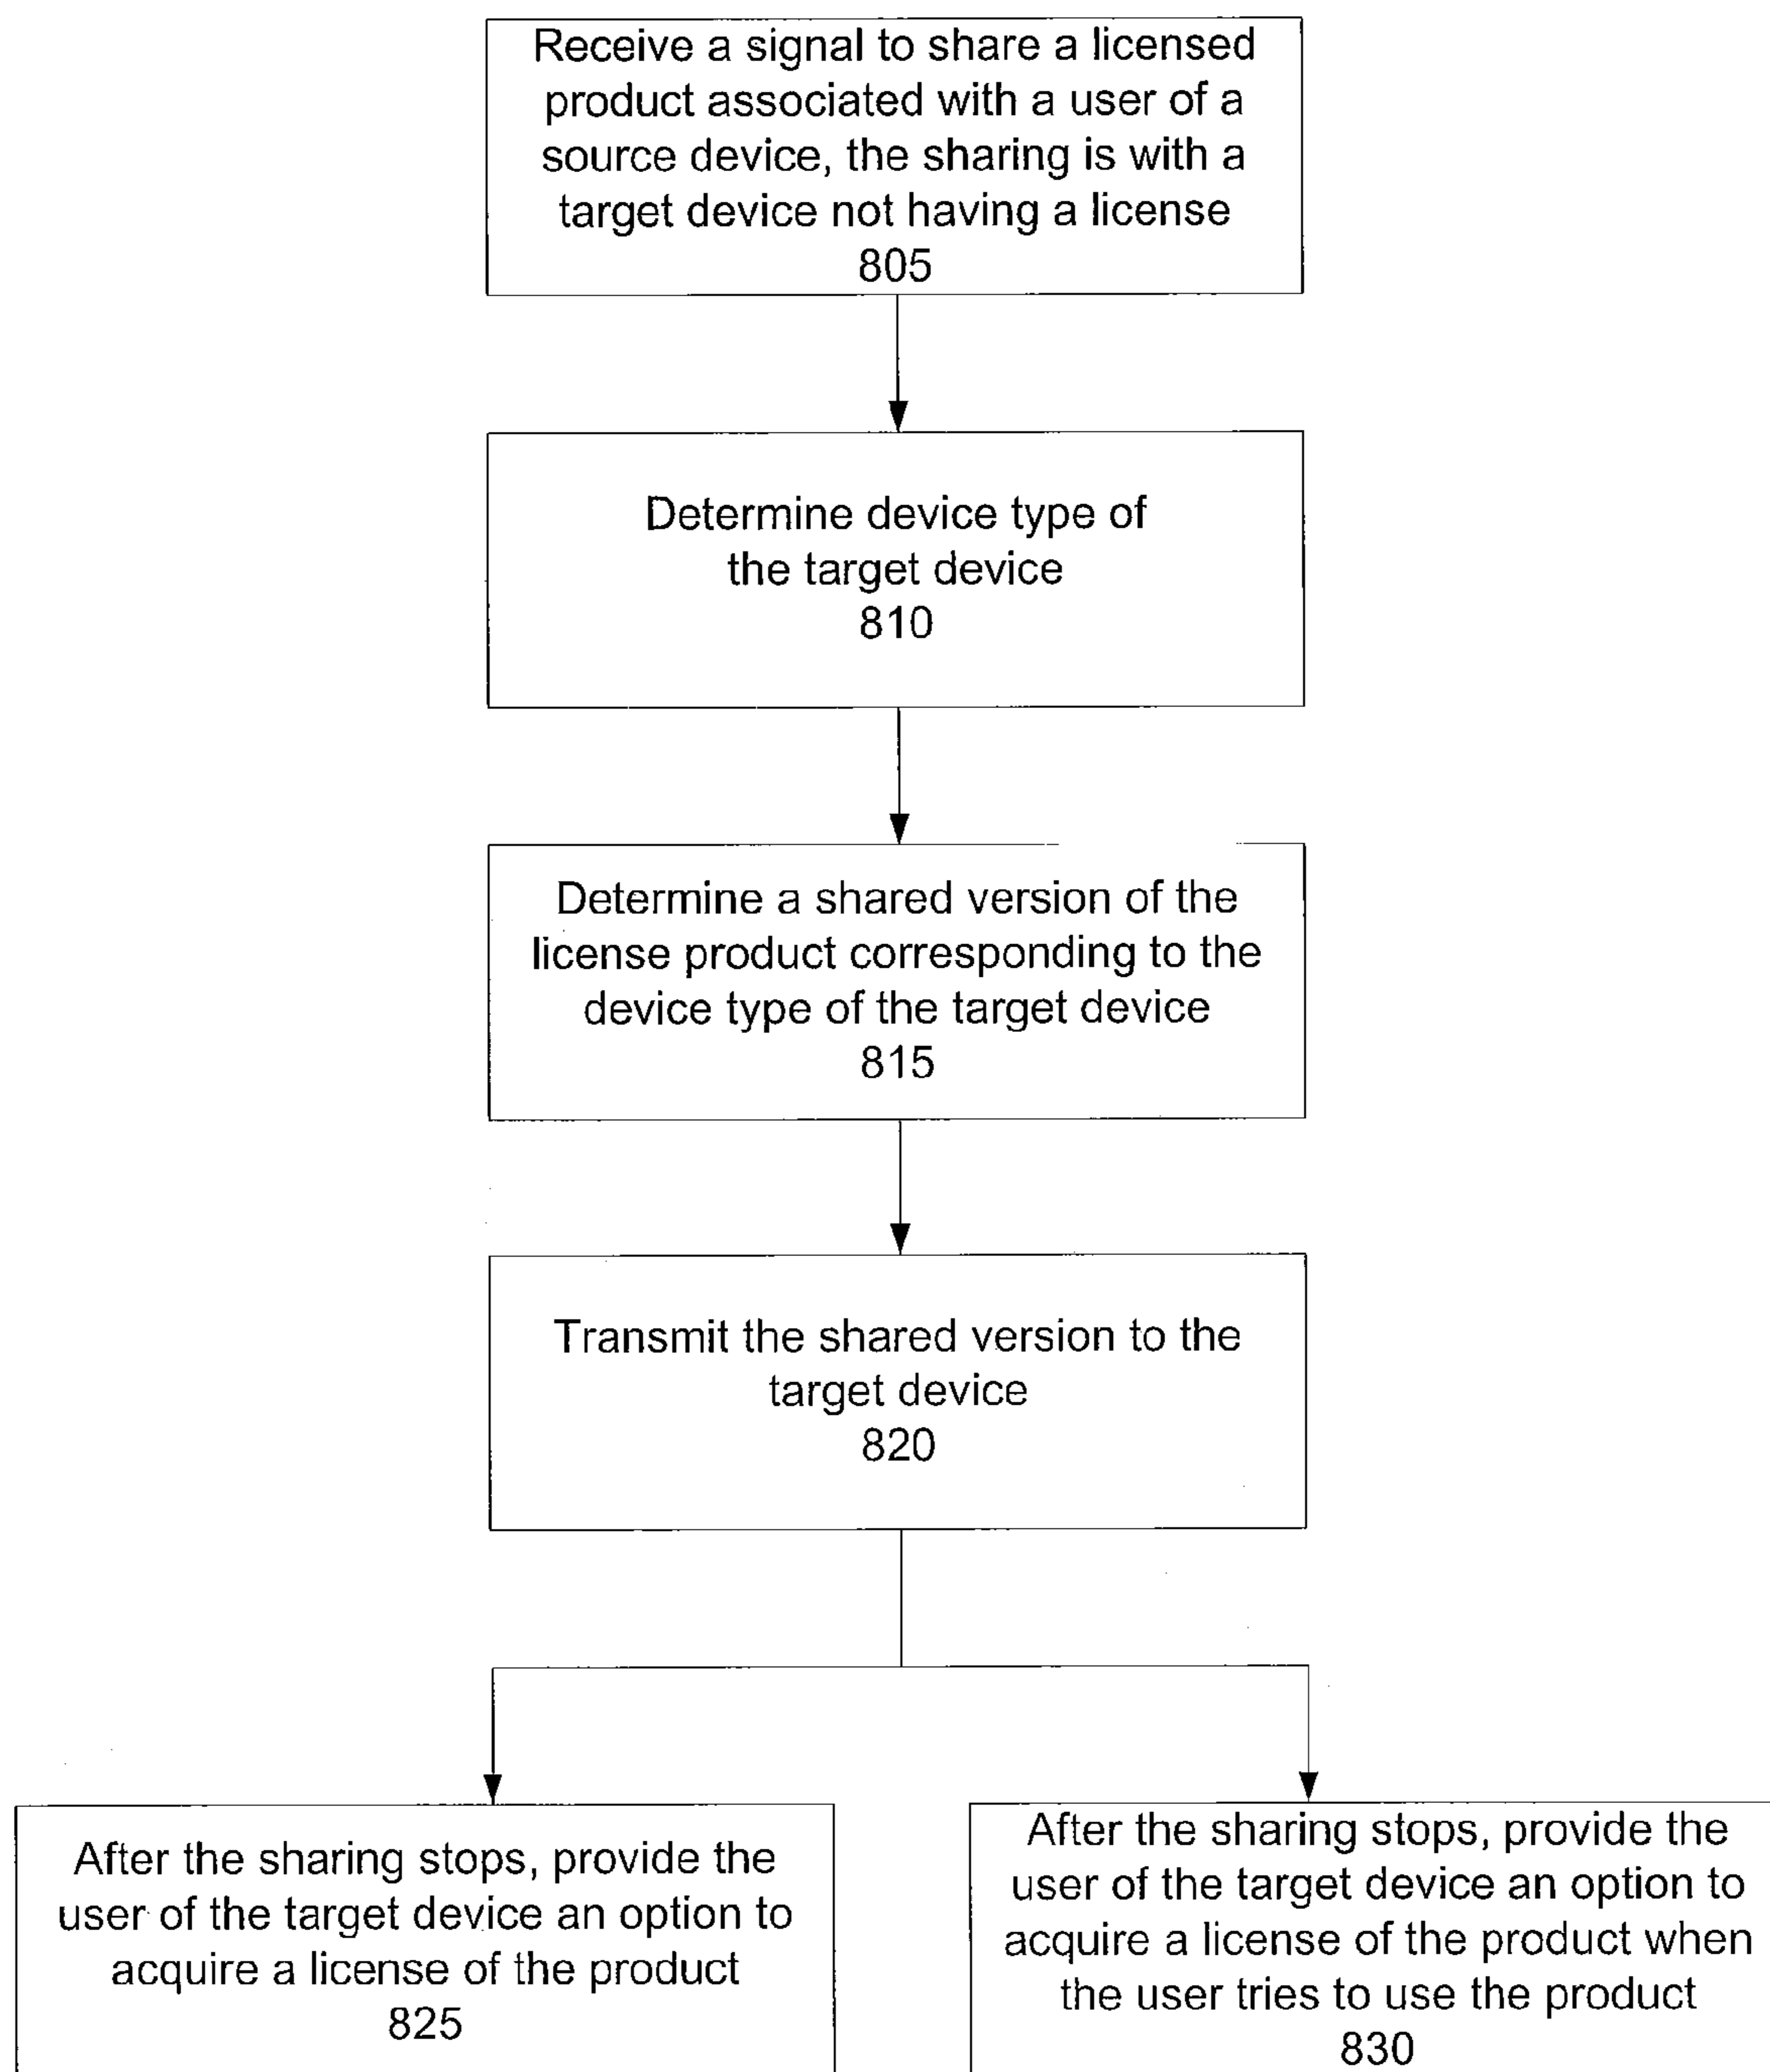 Receive a signal to share a licensed
product associated with a user of a
source device, the sharing is with a
target device not having a license
805
Determine device type of
the target device
810
Determine a shared version of the
license product corresponding to the
device type of the target device
815
Transmit the shared version to the
target device
820
After the sharing stops, provide the
user of the target device an option to
acquire a license of the product
825
After the sharing stops, provide the
user of the target device an option to
acquire a license of the product when
the user tries to use the product
830